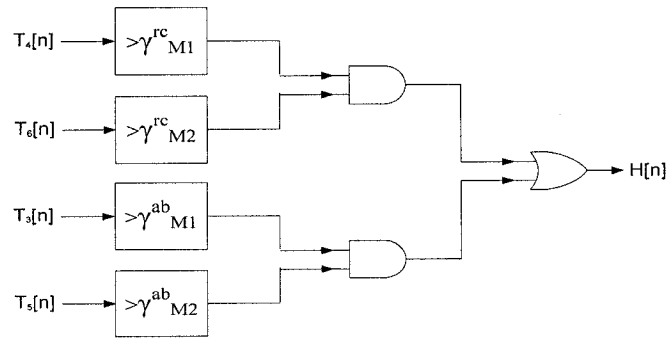 T₄[n]
>γ^rc_M1
T₆[n]
>γ^rc_M2
H[n]
T₃[n]
>γ^ab_M1
T₅[n]
>γ^ab_M2